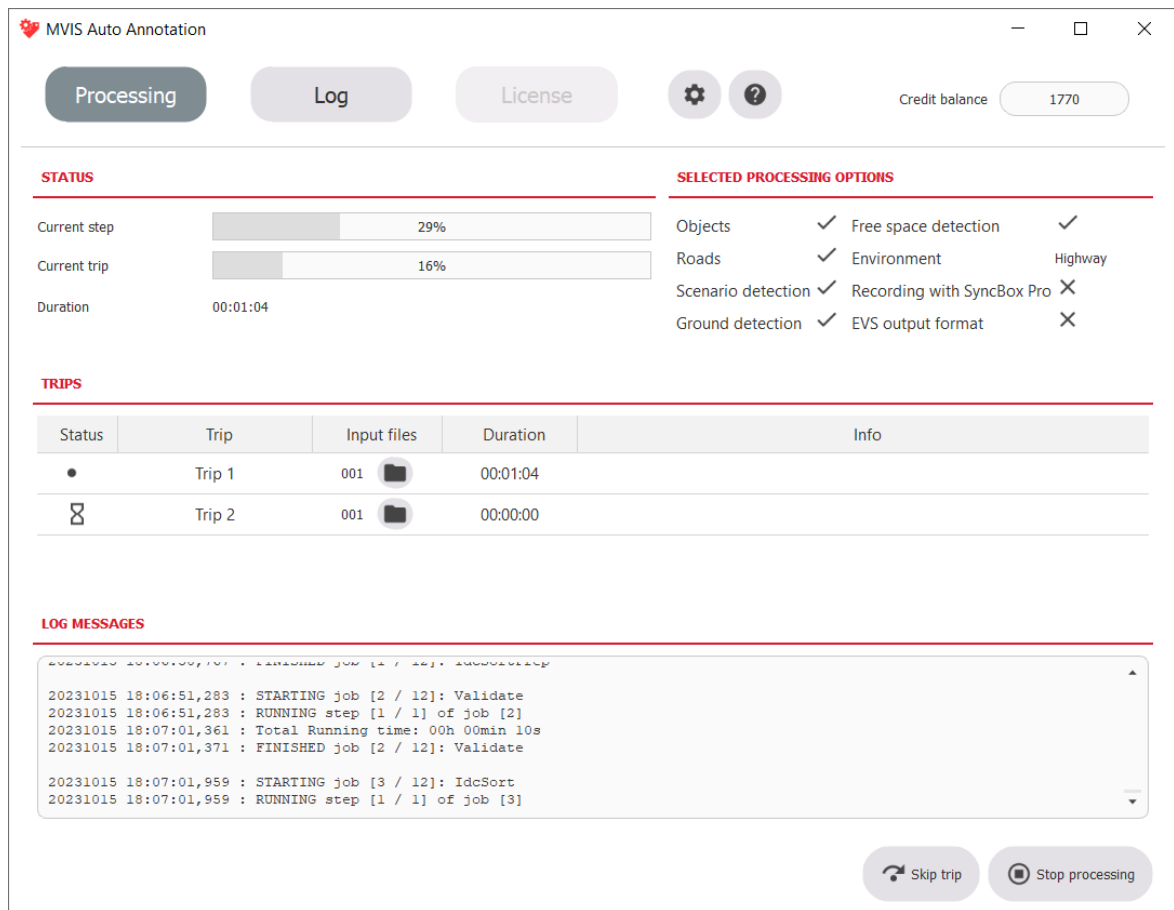 MVIS Auto Annotation
Processing Log License Credit balance 1770
STATUS
Current step 29%
Current trip 16%
Duration 00:01:04
SELECTED PROCESSING OPTIONS
Objects Free space detection
Roads Environment Highway
Scenario detection Recording with SyncBox Pro
Ground detection EVS output format
TRIPS
Status Trip Input files Duration Info
Trip 1 001 00:01:04
Trip 2 001 00:00:00
LOG MESSAGES
FINISHED job [1 / 12]: IdcSortPrep
20231015 18:06:51,283 : STARTING job [2 / 12]: Validate
20231015 18:06:51,283 : RUNNING step [1 / 1] of job [2]
20231015 18:07:01,361 : Total Running time: 00h 00min 10s
20231015 18:07:01,371 : FINISHED job [2 / 12]: Validate
20231015 18:07:01,959 : STARTING job [3 / 12]: IdcSort
20231015 18:07:01,959 : RUNNING step [1 / 1] of job [3]
Skip trip Stop processing